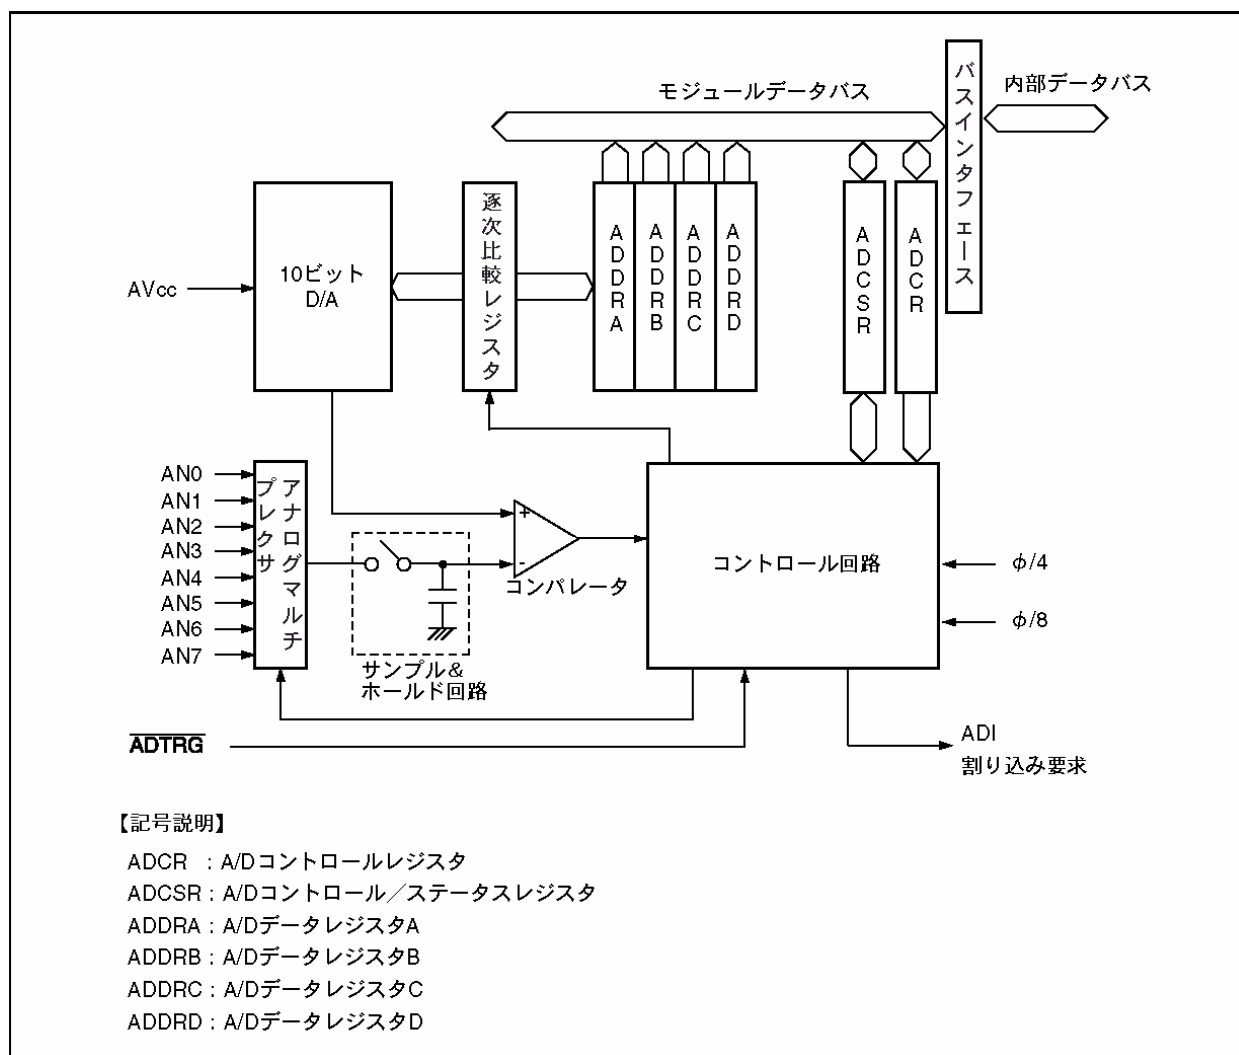 モジュールデータバス
内部データバス
バスインタフェース
10ビット
D/A
逐次比較レジスタ
ADDRA
ADDRB
ADDRC
ADDRD
ADCSR
ADCR
AVcc
AN0
AN1
AN2
AN3
AN4
AN5
AN6
AN7
アナログマルチ
プレクサ
+
-
コンパレータ
サンプル&
ホールド回路
コントロール回路
φ/4
φ/8
ADTRG
ADI
割り込み要求
【記号説明】
ADCR : A/Dコントロールレジスタ
ADCSR : A/Dコントロール/ステータスレジスタ
ADDRA : A/DデータレジスタA
ADDRB : A/DデータレジスタB
ADDRC : A/DデータレジスタC
ADDRD : A/DデータレジスタD